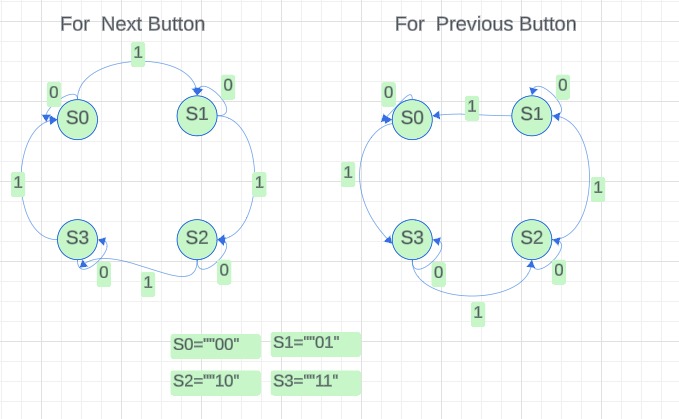 For Next Button
For Previous Button
1
0
0
S0
S1
1
1
S3
S2
0
1
0
0
0
1
S0
S1
1
1
S3
S2
0
0
1
S0=""00"
S1=""01"
S2=""10"
S3=""11"